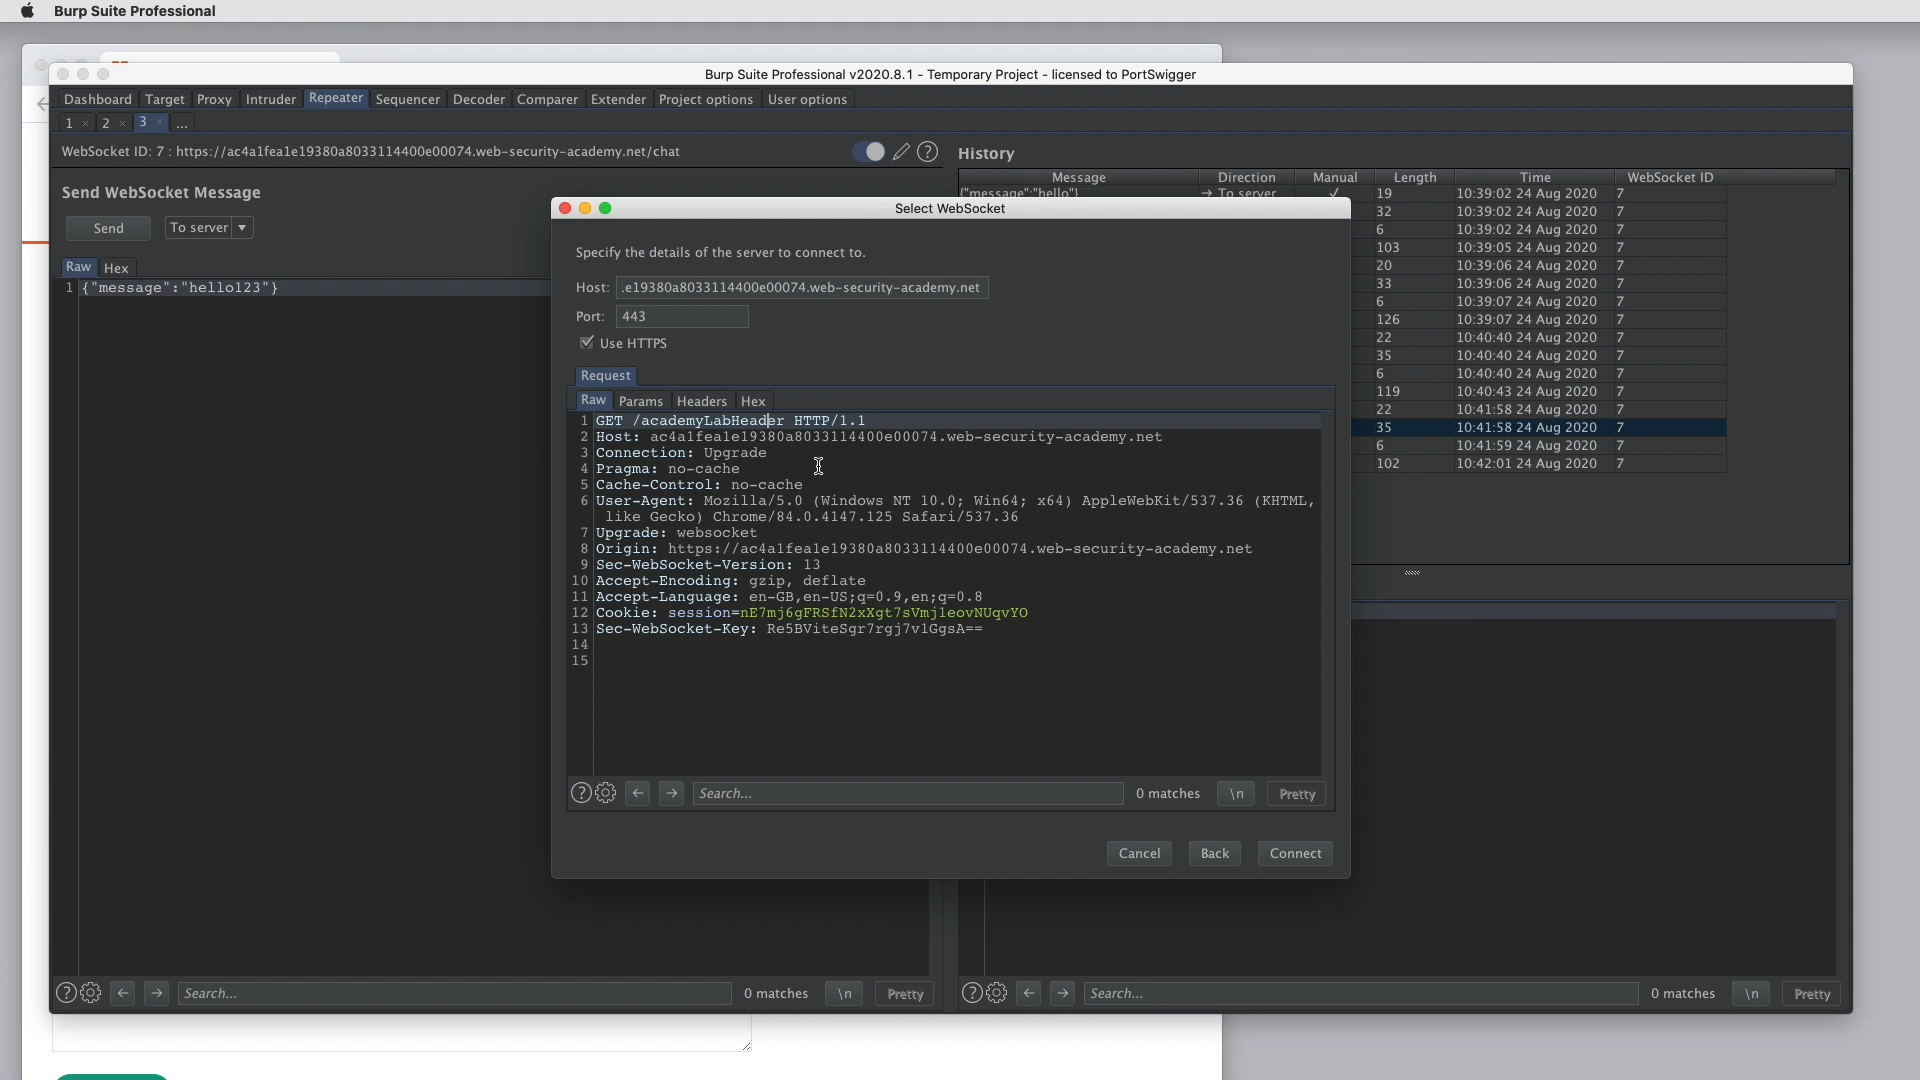 Burp Suite Professional
Burp Suite Professional v2020.8.1 - Temporary Project - licensed to PortSwigger
Dashboard Target Proxy Intruder Repeater Sequencer Decoder Comparer Extender Project options User options
1 × 2 × 3 × ...
WebSocket ID: 7 : https://ac4a1fea1e19380a8033114400e00074.web-security-academy.net/chat
Send WebSocket Message
Send To server
Raw Hex
1 {"message":"hello123"}
History
Message Direction Manual Length Time WebSocket ID
{"message":"hello"} → To server ✓ 19 10:39:02 24 Aug 2020 7
32 10:39:02 24 Aug 2020 7
6 10:39:02 24 Aug 2020 7
103 10:39:05 24 Aug 2020 7
20 10:39:06 24 Aug 2020 7
33 10:39:06 24 Aug 2020 7
6 10:39:07 24 Aug 2020 7
126 10:39:07 24 Aug 2020 7
22 10:40:40 24 Aug 2020 7
35 10:40:40 24 Aug 2020 7
6 10:40:40 24 Aug 2020 7
119 10:40:43 24 Aug 2020 7
22 10:41:58 24 Aug 2020 7
35 10:41:58 24 Aug 2020 7
6 10:41:59 24 Aug 2020 7
102 10:42:01 24 Aug 2020 7
Select WebSocket
Specify the details of the server to connect to.
Host: .e19380a8033114400e00074.web-security-academy.net
Port: 443
Use HTTPS
Request
Raw Params Headers Hex
1 GET /academyLabHeader HTTP/1.1
2 Host: ac4a1fea1e19380a8033114400e00074.web-security-academy.net
3 Connection: Upgrade
4 Pragma: no-cache
5 Cache-Control: no-cache
6 User-Agent: Mozilla/5.0 (Windows NT 10.0; Win64; x64) AppleWebKit/537.36 (KHTML,
like Gecko) Chrome/84.0.4147.125 Safari/537.36
7 Upgrade: websocket
8 Origin: https://ac4a1fea1e19380a8033114400e00074.web-security-academy.net
9 Sec-WebSocket-Version: 13
10 Accept-Encoding: gzip, deflate
11 Accept-Language: en-GB,en-US;q=0.9,en;q=0.8
12 Cookie: session=nE7mj6gFRSfN2xXgt7sVmjleovNUqvYO
13 Sec-WebSocket-Key: Re5BViteSgr7rgj7v1GgsA==
14
15
? ← → Search... 0 matches \n Pretty
Cancel Back Connect
? ← → Search... 0 matches \n Pretty
? ← → Search... 0 matches \n Pretty